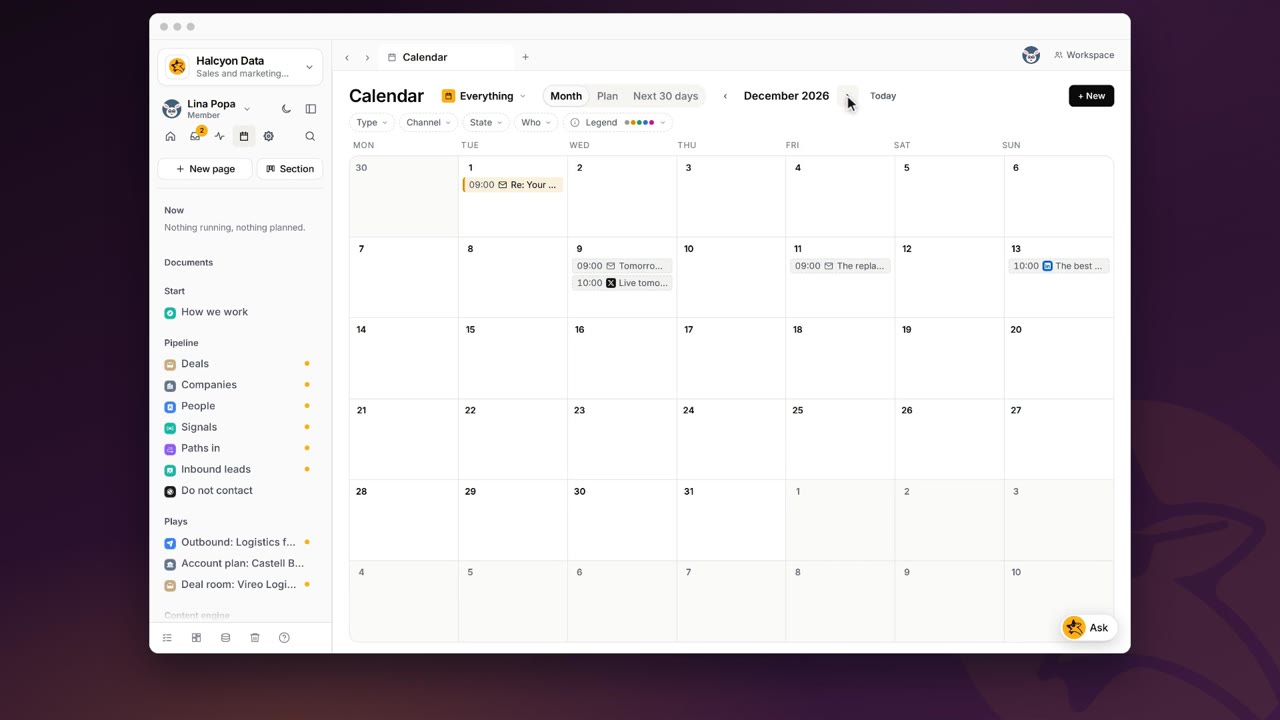 Halcyon Data
Sales and marketing...
Lina Popa
Member
2
New page
Section
Now
Nothing running, nothing planned.
Documents
Start
How we work
Pipeline
Deals
Companies
People
Signals
Paths in
Inbound leads
Do not contact
Plays
Outbound: Logistics f...
Account plan: Castell B...
Deal room: Vireo Logi...
Content engine
Calendar
Workspace
Calendar
Everything
Month
Plan
Next 30 days
December 2026
Today
+ New
Type
Channel
State
Who
Legend
MON TUE WED THU FRI SAT SUN
30 1 2 3 4 5 6
09:00 Re: Your ...
7 8 9 10 11 12 13
09:00 Tomorro... 09:00 The repla... 10:00 The best ...
10:00 Live tomo...
14 15 16 17 18 19 20
21 22 23 24 25 26 27
28 29 30 31 1 2 3
4 5 6 7 8 9 10
Ask